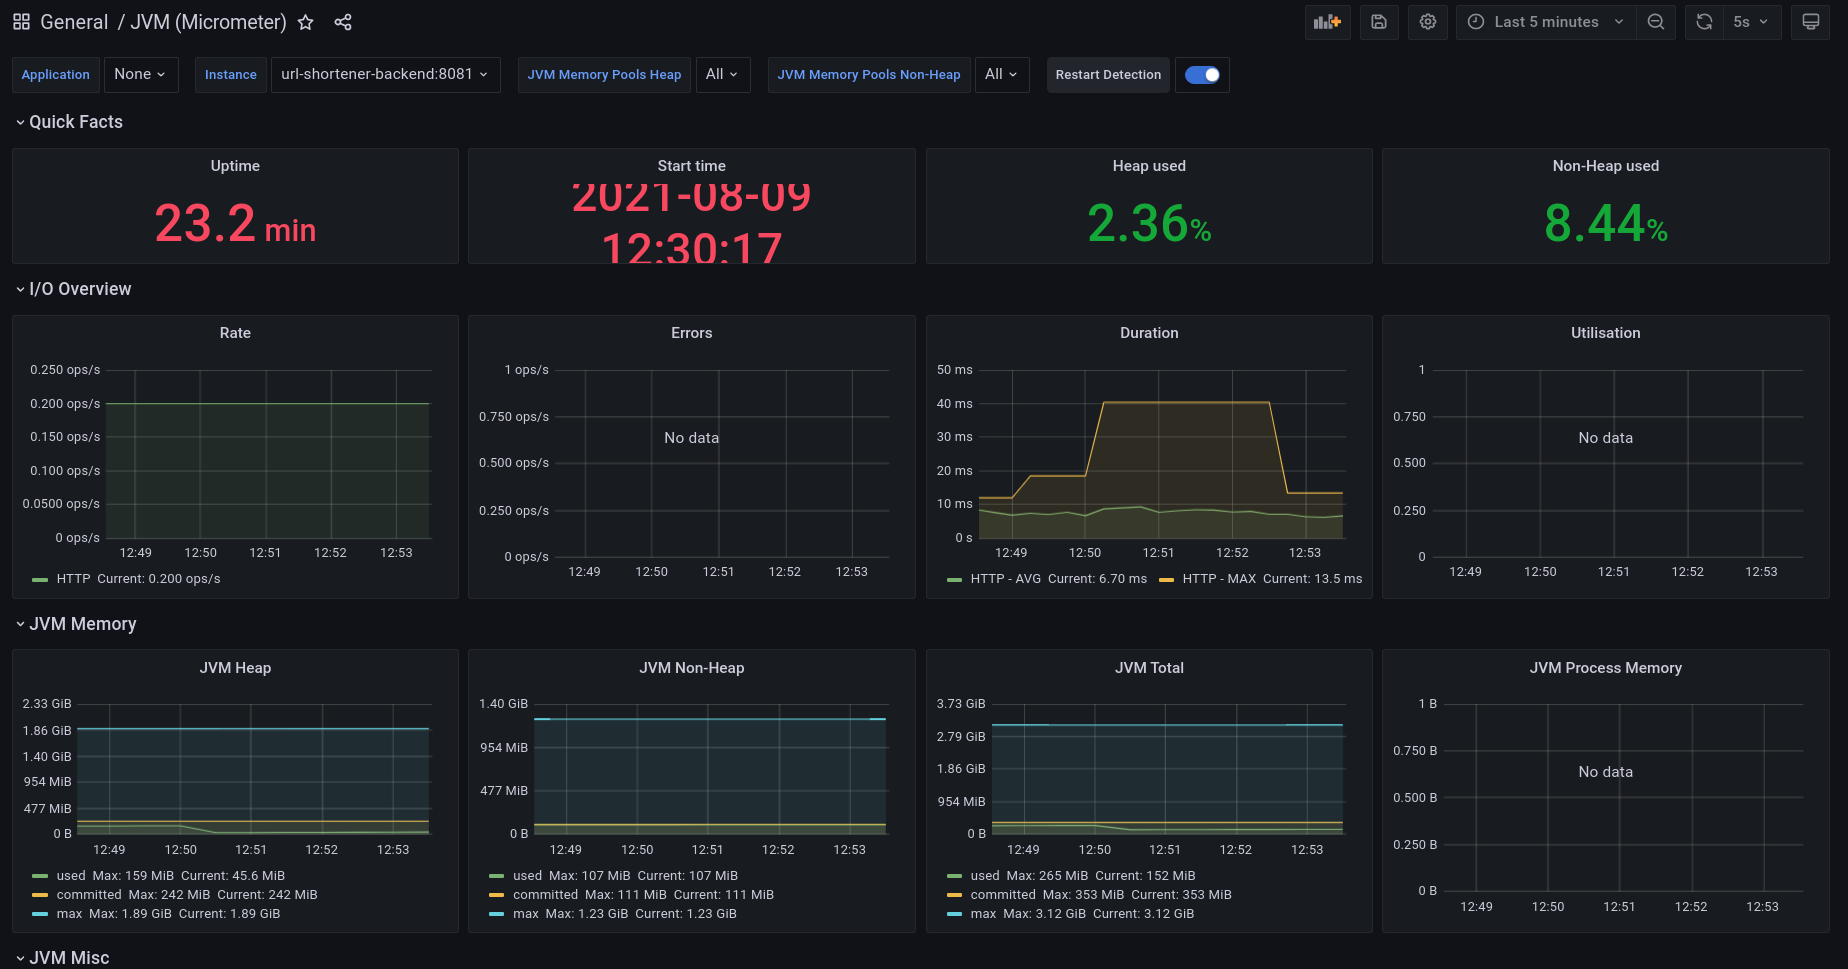 General / JVM (Micrometer)
Last 5 minutes
5s
Application
None
Instance
url-shortener-backend:8081
JVM Memory Pools Heap
All
JVM Memory Pools Non-Heap
All
Restart Detection
Quick Facts
Uptime
23.2 min
Start time
2021-08-09
12:30:17
Heap used
2.36%
Non-Heap used
8.44%
I/O Overview
Rate
0.250 ops/s
0.200 ops/s
0.150 ops/s
0.100 ops/s
0.0500 ops/s
0 ops/s
12:49 12:50 12:51 12:52 12:53
HTTP Current: 0.200 ops/s
Errors
1 ops/s
0.750 ops/s
No data
0.500 ops/s
0.250 ops/s
0 ops/s
12:49 12:50 12:51 12:52 12:53
Duration
50 ms
40 ms
30 ms
20 ms
10 ms
0 s
12:49 12:50 12:51 12:52 12:53
HTTP - AVG Current: 6.70 ms HTTP - MAX Current: 13.5 ms
Utilisation
1
0.750
No data
0.500
0.250
0
12:49 12:50 12:51 12:52 12:53
JVM Memory
JVM Heap
2.33 GiB
1.86 GiB
1.40 GiB
954 MiB
477 MiB
0 B
12:49 12:50 12:51 12:52 12:53
used Max: 159 MiB Current: 45.6 MiB
committed Max: 242 MiB Current: 242 MiB
max Max: 1.89 GiB Current: 1.89 GiB
JVM Non-Heap
1.40 GiB
954 MiB
477 MiB
0 B
12:49 12:50 12:51 12:52 12:53
used Max: 107 MiB Current: 107 MiB
committed Max: 111 MiB Current: 111 MiB
max Max: 1.23 GiB Current: 1.23 GiB
JVM Total
3.73 GiB
2.79 GiB
1.86 GiB
954 MiB
0 B
12:49 12:50 12:51 12:52 12:53
used Max: 265 MiB Current: 152 MiB
committed Max: 353 MiB Current: 353 MiB
max Max: 3.12 GiB Current: 3.12 GiB
JVM Process Memory
1 B
0.750 B
No data
0.500 B
0.250 B
0 B
12:49 12:50 12:51 12:52 12:53
JVM Misc